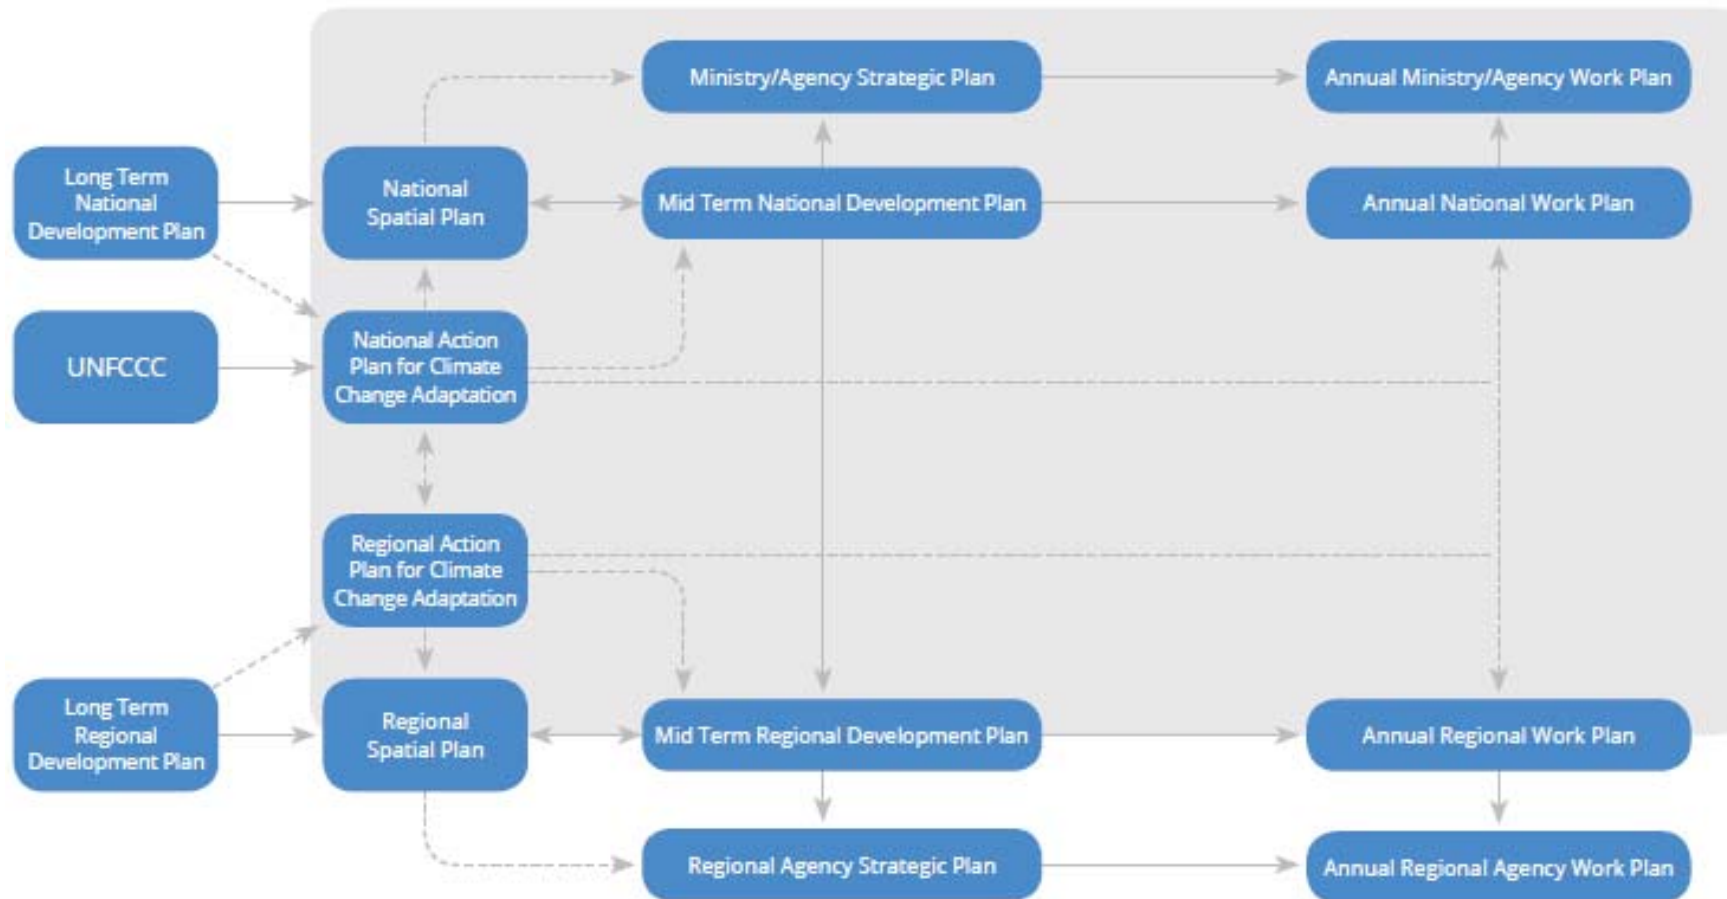 Ministry/Agency Strategic Plan
Annual Ministry/Agency Work Plan
Long Term
National
Development Plan
National
Spatial Plan
Mid Term National Development Plan
Annual National Work Plan
UNFCCC
National Action
Plan for Climate
Change Adaptation
Regional Action
Plan for Climate
Change Adaptation
Long Term
Regional
Development Plan
Regional
Spatial Plan
Mid Term Regional Development Plan
Annual Regional Work Plan
Regional Agency Strategic Plan
Annual Regional Agency Work Plan